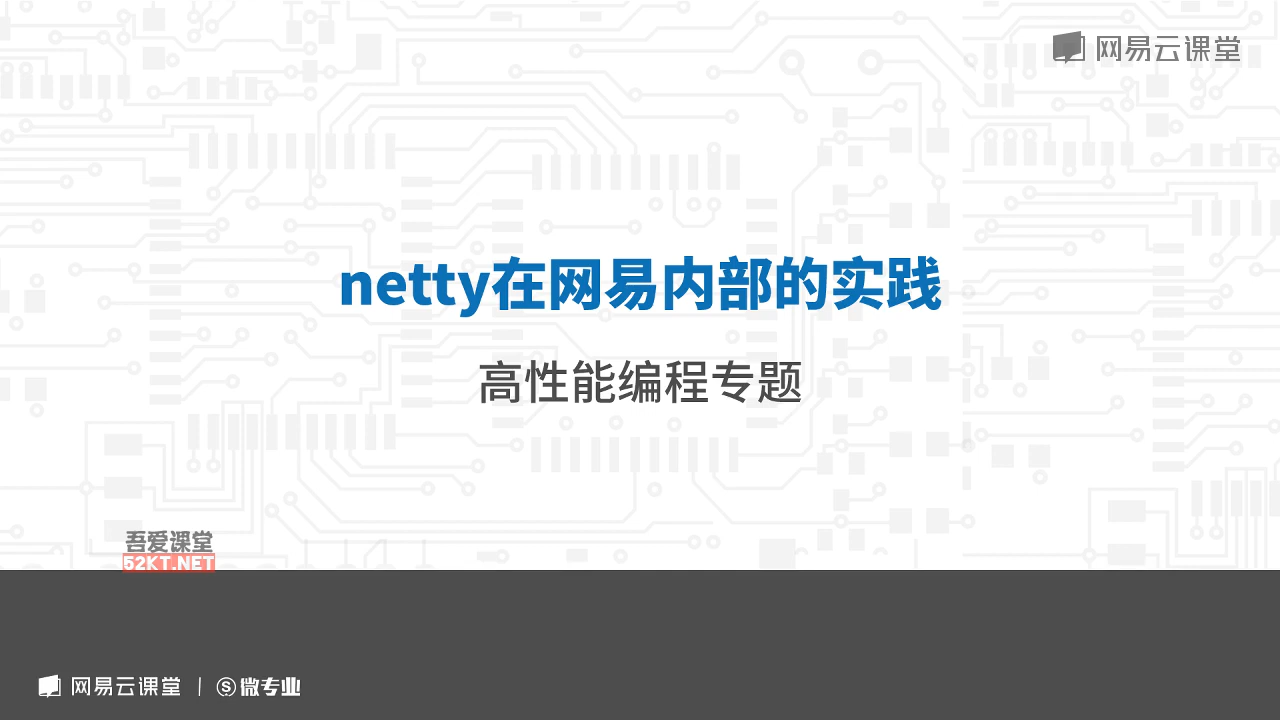 网易云课堂
netty在网易内部的实践
高性能编程专题
吾爱课堂
52KT.NET
网易云课堂 | Ⓢ微专业